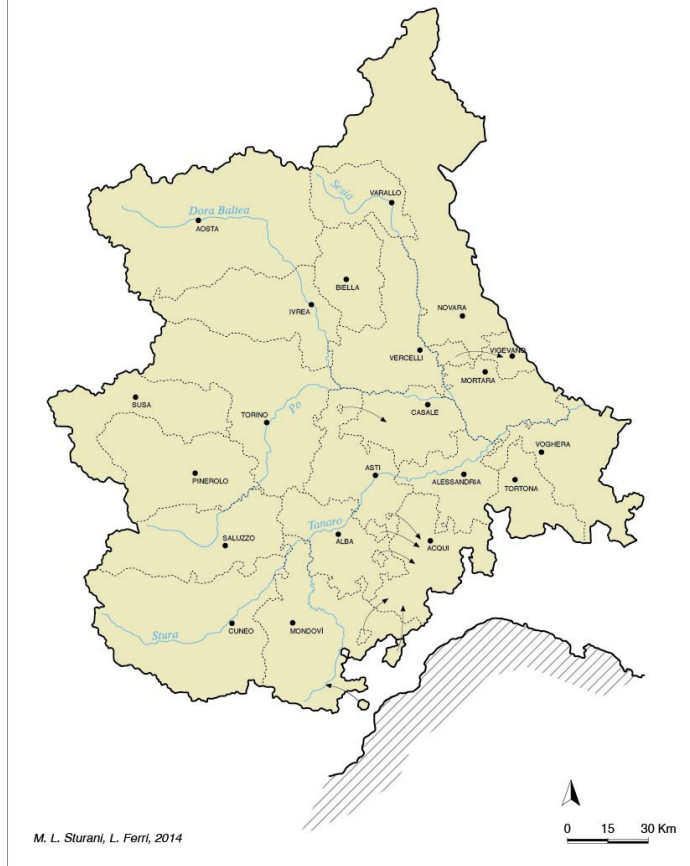 Sesia
VARALLO
Dora Baltea
AOSTA
BIELLA
IVREA
NOVARA
VERCELLI
VIGEVANO
MORTARA
SUSA
TORINO
Po
CASALE
VOGHERA
PINEROLO
ASTI
ALESSANDRIA
TORTONA
Tanaro
SALUZZO
ALBA
ACQUI
Stura
CUNEO
MONDOVÌ
M. L. Sturani, L. Ferri, 2014
0 15 30 Km